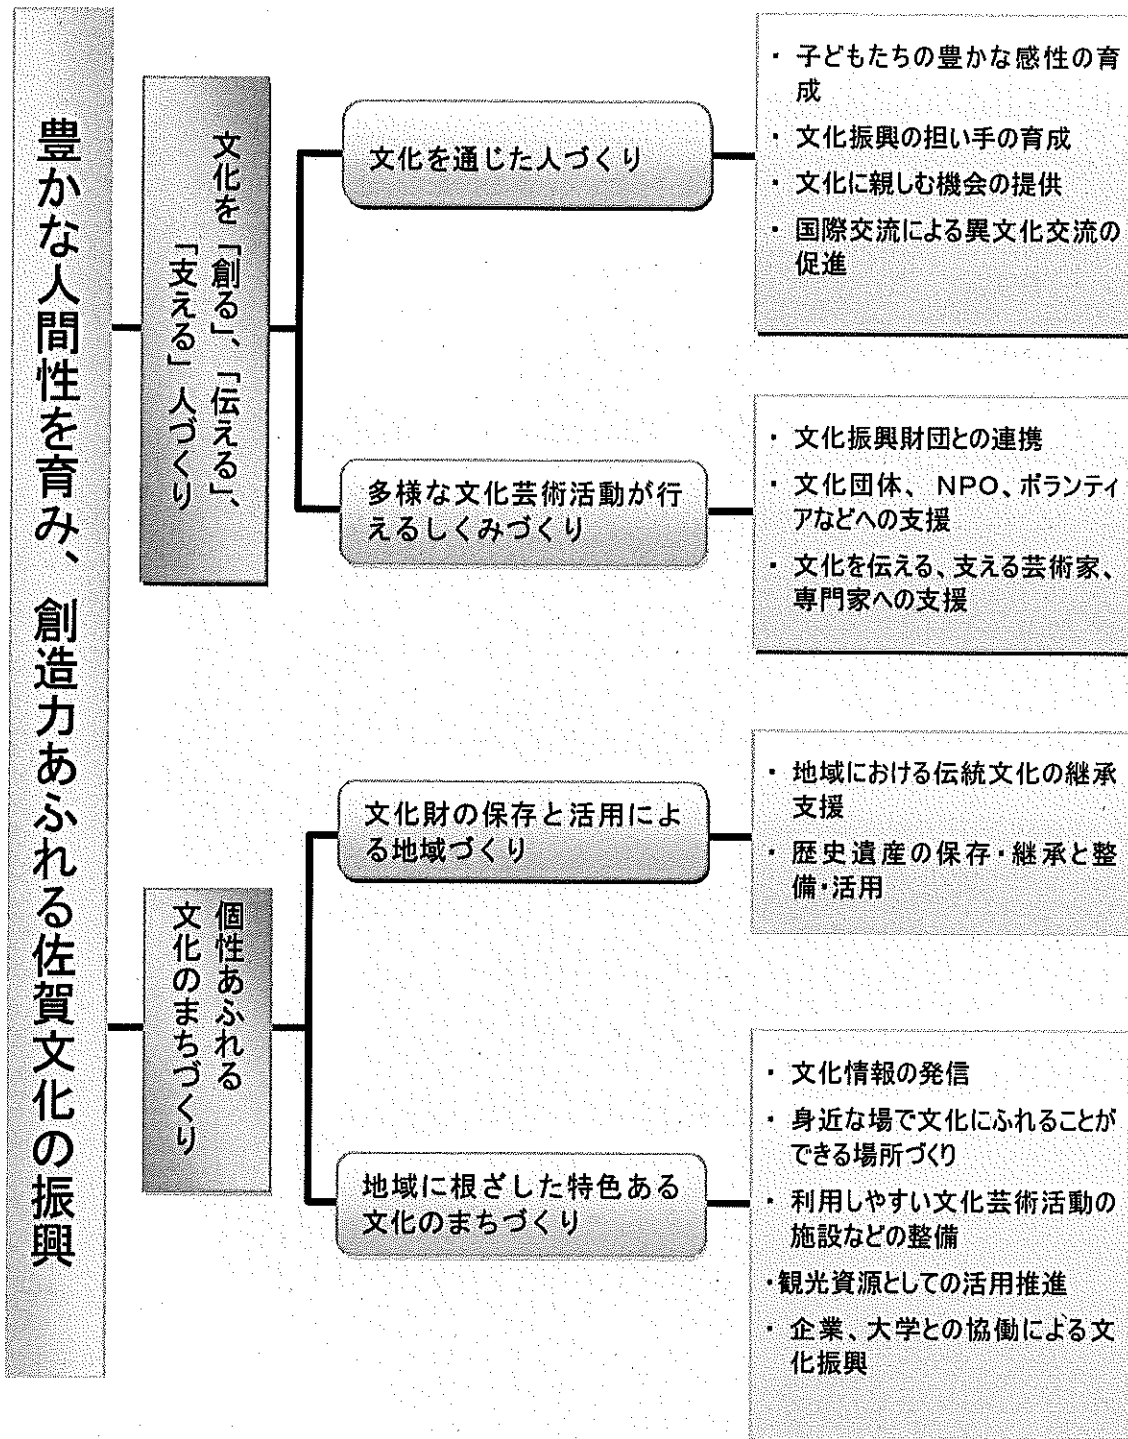 豊かな人間性を育み、創造力あふれる佐賀文化の振興
文化を「創る」、「伝える」、
「支える」人づくり
文化を通じた人づくり
・ 子どもたちの豊かな感性の育
成
・ 文化振興の担い手の育成
・ 文化に親しむ機会の提供
・ 国際交流による異文化交流の
促進
多様な文化芸術活動が行
えるしくみづくり
・ 文化振興財団との連携
・ 文化団体、NPO、ボランティ
アなどへの支援
・ 文化を伝える、支える芸術家、
専門家への支援
個性あふれる
文化のまちづくり
文化財の保存と活用によ
る地域づくり
・ 地域における伝統文化の継承
支援
・ 歴史遺産の保存・継承と整
備・活用
地域に根ざした特色ある
文化のまちづくり
・ 文化情報の発信
・ 身近な場で文化にふれることが
できる場所づくり
・ 利用しやすい文化芸術活動の
施設などの整備
・観光資源としての活用推進
・ 企業、大学との協働による文
化振興